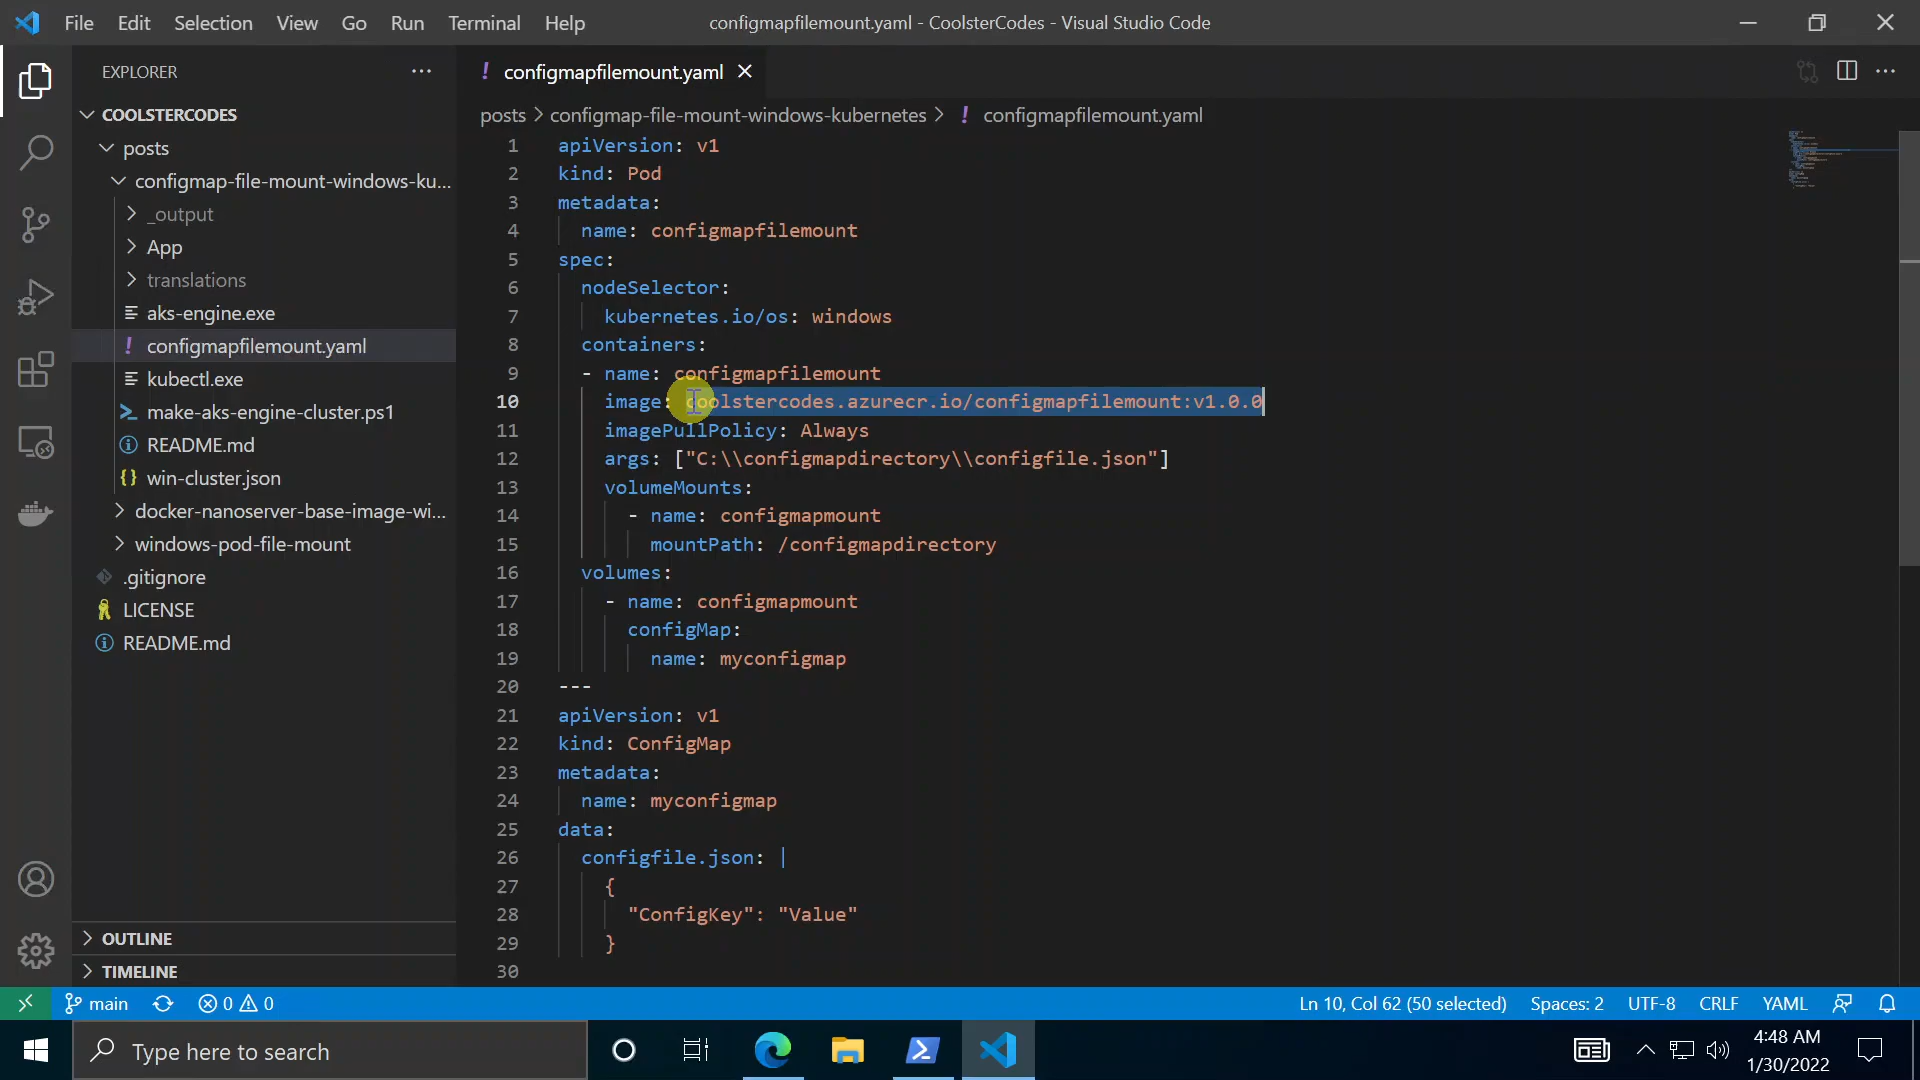 File Edit Selection View Go Run Terminal Help configmapfilemount.yaml - CoolsterCodes - Visual Studio Code
EXPLORER
COOLSTERCODES
posts
configmap-file-mount-windows-ku...
_output
App
translations
aks-engine.exe
configmapfilemount.yaml
kubectl.exe
make-aks-engine-cluster.ps1
README.md
win-cluster.json
docker-nanoserver-base-image-wi...
windows-pod-file-mount
.gitignore
LICENSE
README.md
OUTLINE
TIMELINE
! configmapfilemount.yaml
posts > configmap-file-mount-windows-kubernetes > ! configmapfilemount.yaml
1 apiVersion: v1
2 kind: Pod
3 metadata:
4 name: configmapfilemount
5 spec:
6 nodeSelector:
7 kubernetes.io/os: windows
8 containers:
9 - name: configmapfilemount
10 image: coolstercodes.azurecr.io/configmapfilemount:v1.0.0
11 imagePullPolicy: Always
12 args: ["C:\\configmapdirectory\\configfile.json"]
13 volumeMounts:
14 - name: configmapmount
15 mountPath: /configmapdirectory
16 volumes:
17 - name: configmapmount
18 configMap:
19 name: myconfigmap
20 ---
21 apiVersion: v1
22 kind: ConfigMap
23 metadata:
24 name: myconfigmap
25 data:
26 configfile.json: |
27 {
28 "ConfigKey": "Value"
29 }
30
main 0 0 Ln 10, Col 62 (50 selected) Spaces: 2 UTF-8 CRLF YAML
Type here to search
4:48 AM
1/30/2022